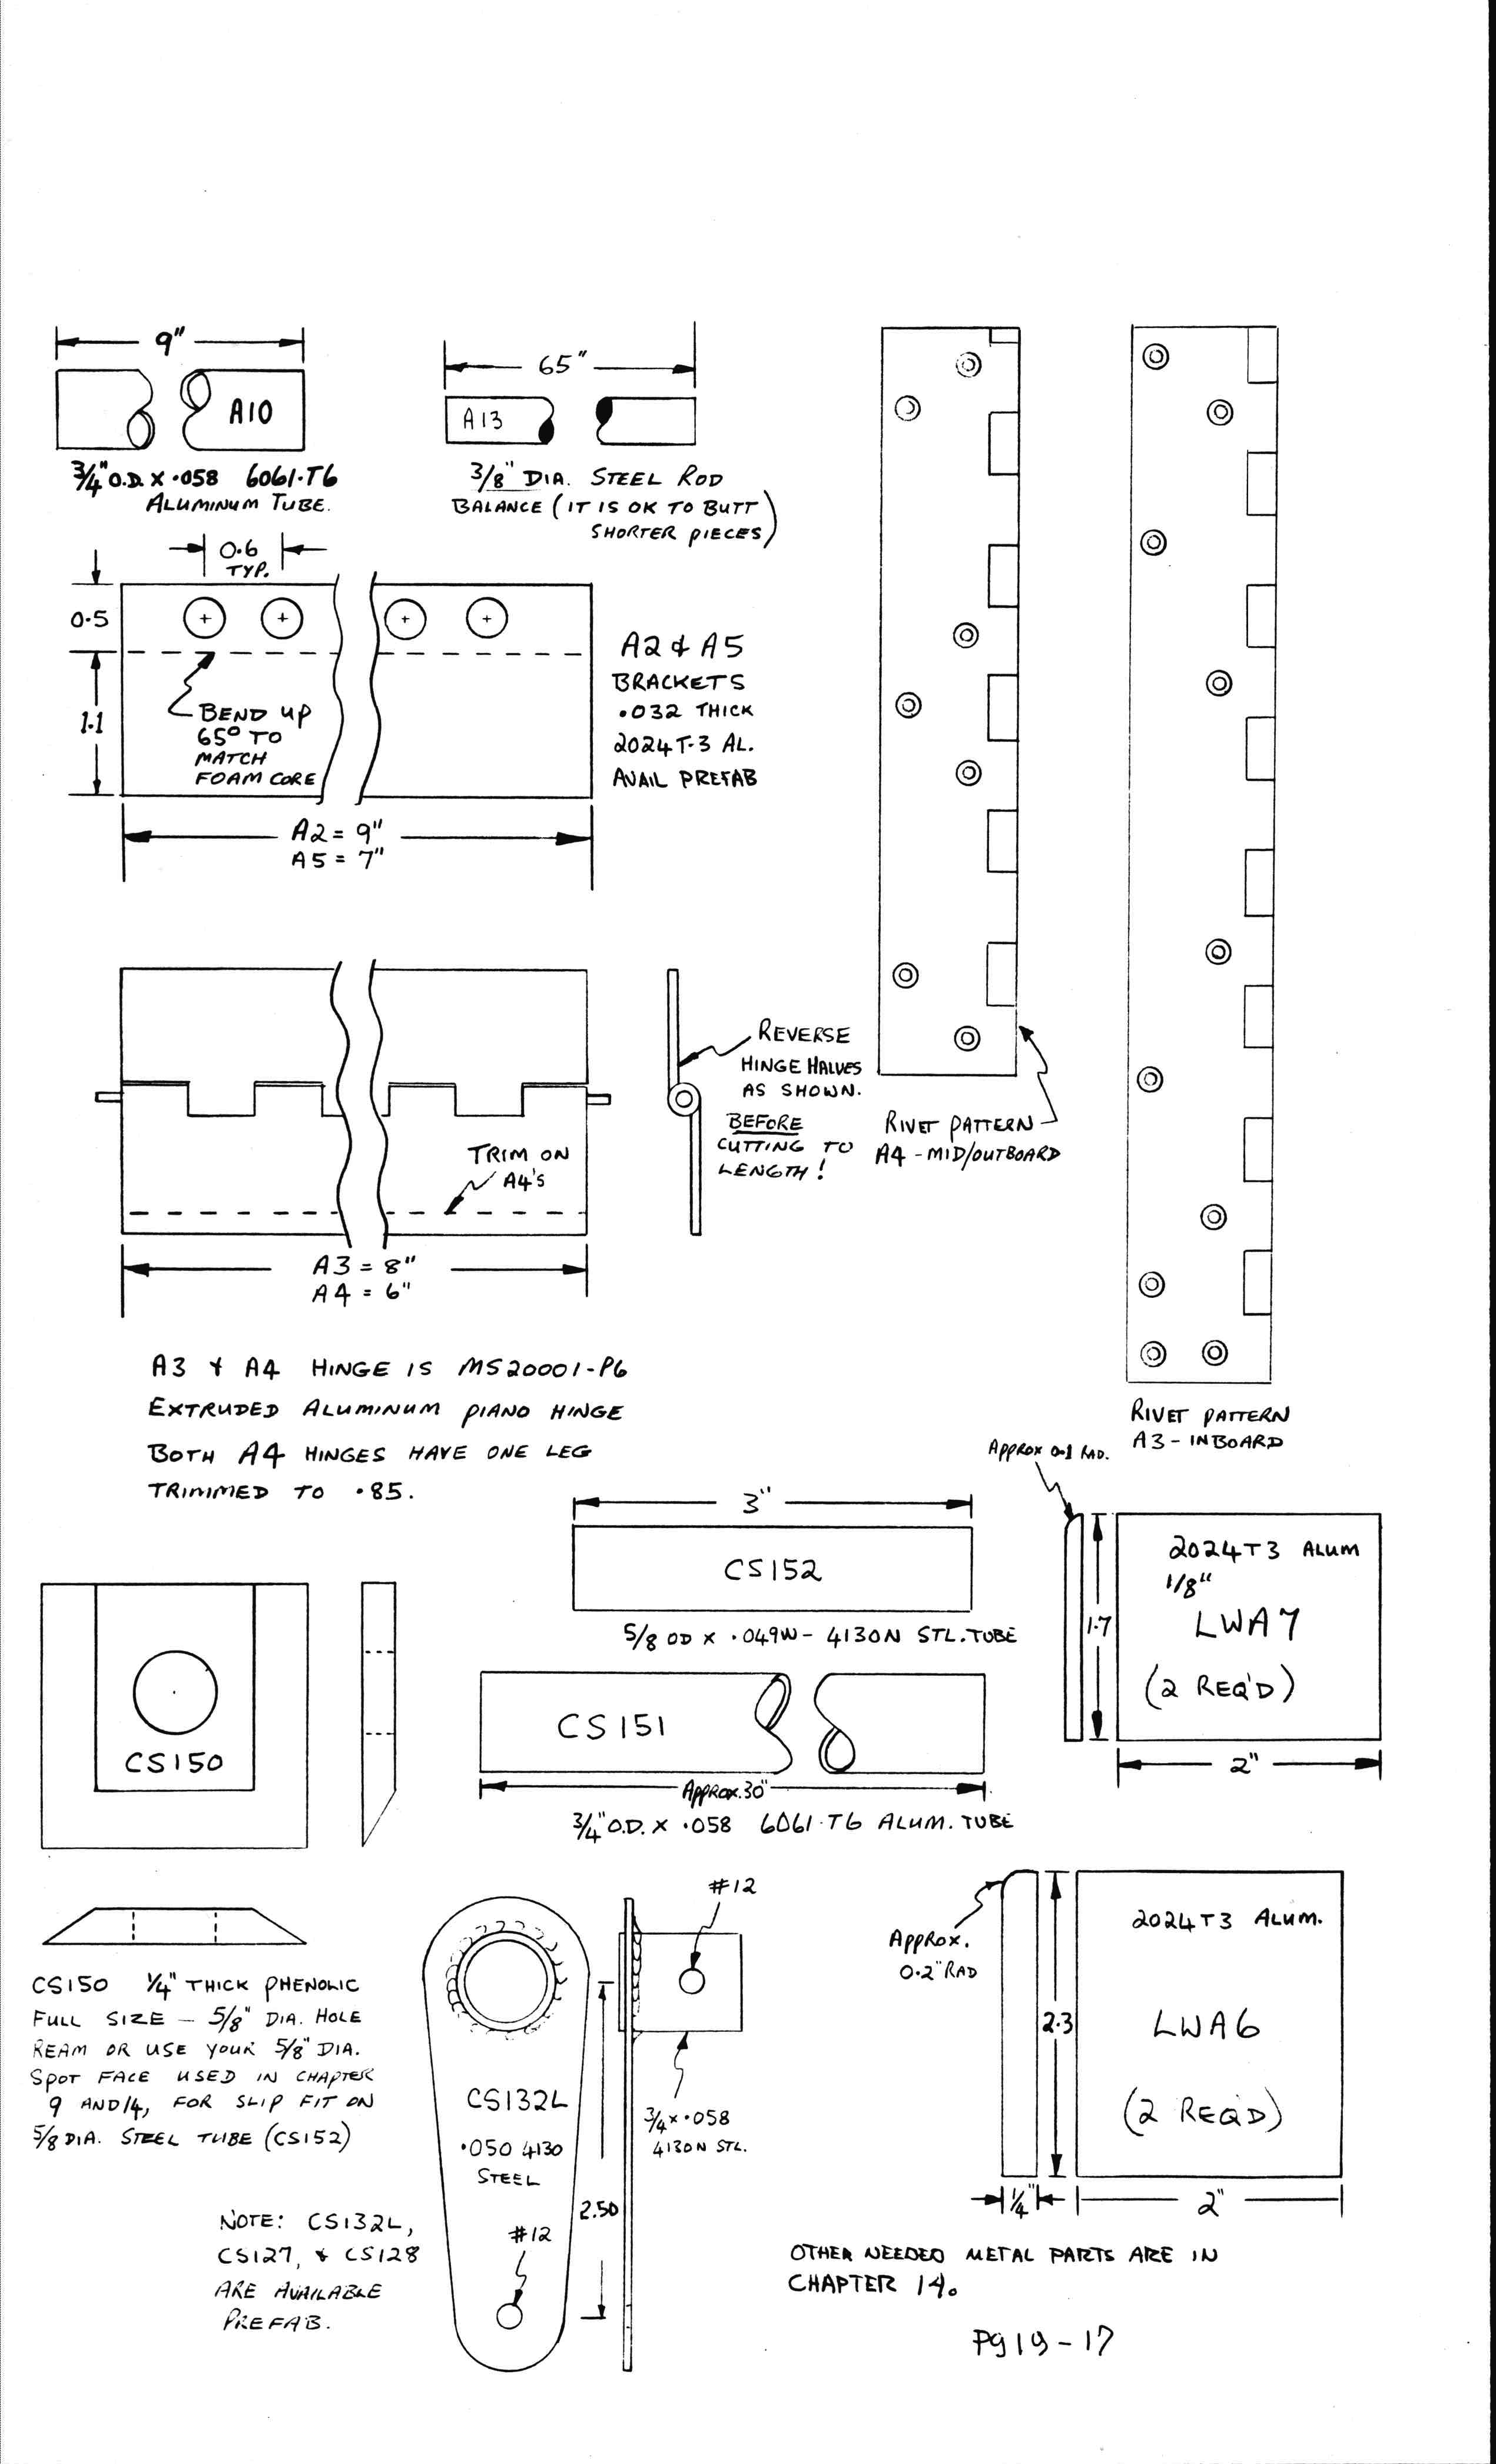 9"
A10
3/4" O.D. X .058 6061-T6
ALUMINUM TUBE.
65"
A13
3/8" DIA. STEEL ROD
BALANCE (IT IS OK TO BUTT
SHORTER PIECES)
0.6
TYP.
0.5
1.1
BEND UP
65° TO
MATCH
FOAM CORE
A2 & A5
BRACKETS
.032 THICK
2024T-3 AL.
AVAIL PREFAB
A2 = 9"
A5 = 7"
REVERSE
HINGE HALVES
AS SHOWN.
BEFORE
CUTTING TO
LENGTH!
TRIM ON
A4'S
A3 = 8"
A4 = 6"
RIVET PATTERN
A4 - MID/OUTBOARD
RIVET PATTERN
A3 - INBOARD
A3 & A4 HINGE IS MS20001-P6
EXTRUDED ALUMINUM PIANO HINGE
BOTH A4 HINGES HAVE ONE LEG
TRIMMED TO .85.
3"
CS152
5/8 OD X .049W - 4130N STL. TUBE
APPROX 0.1 RAD.
1.7
2024T3 ALUM
1/8"
LWA7
(2 REQ'D)
2"
CS150
CS151
APPROX. 30"
3/4" O.D. X .058 6061-T6 ALUM. TUBE
CS150 1/4" THICK PHENOLIC
FULL SIZE - 5/8" DIA. HOLE
REAM OR USE YOUR 5/8" DIA.
SPOT FACE USED IN CHAPTER
9 AND 14, FOR SLIP FIT ON
5/8 DIA. STEEL TUBE (CS152)
NOTE: CS132L,
CS127, & CS128
ARE AVAILABLE
PREFAB.
CS132L
.050 4130
STEEL
#12
2.50
#12
3/4 X .058
4130N STL.
APPROX.
0.2" RAD
2.3
1/4"
2024T3 ALUM.
LWA6
(2 REQD)
2"
OTHER NEEDED METAL PARTS ARE IN
CHAPTER 14.
Pg 19-17